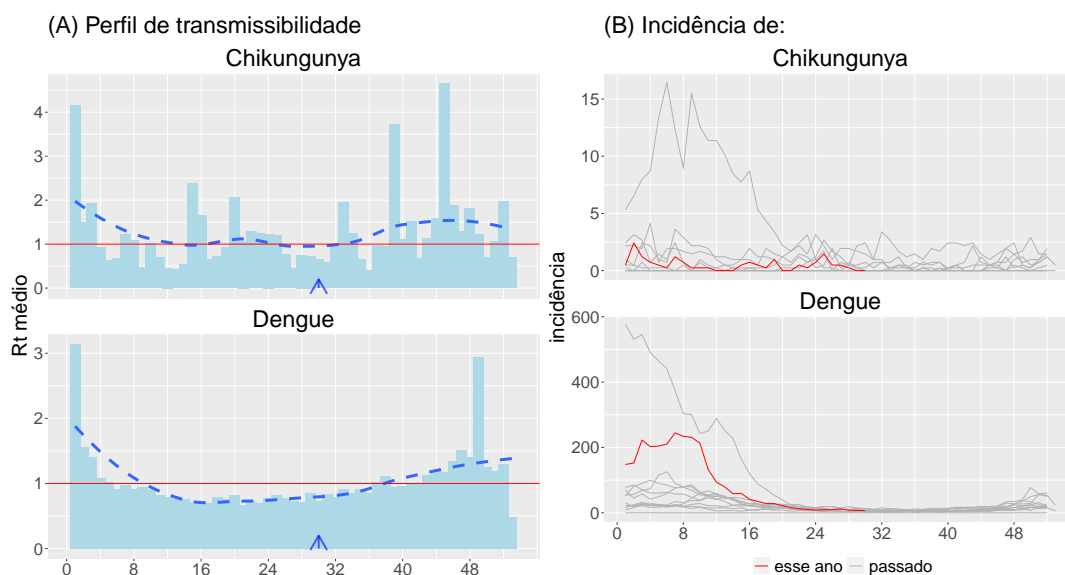 (A) Perfil de transmissibilidade
Chikungunya
4
3
2
1
0
Dengue
3
2
1
0
0 8 16 24 32 40 48
Rt médio
(B) Incidência de:
Chikungunya
15
10
5
0
Dengue
600
400
200
0
0 8 16 24 32 40 48
incidência
esse ano passado